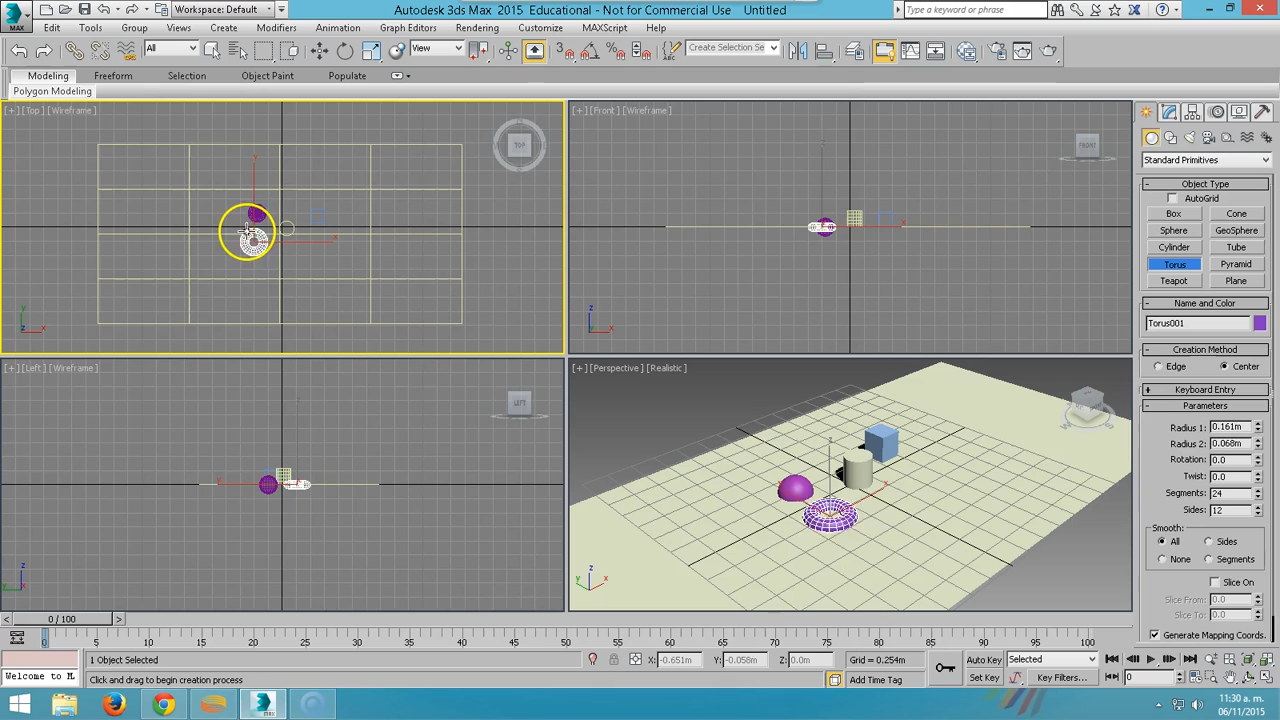 Workspace: Default
Autodesk 3ds Max 2015 Educational - Not for Commercial Use Untitled
Type a keyword or phrase
MAX
Edit Tools Group Views Create Modifiers Animation Graph Editors Rendering Customize MAXScript Help
All
View
Create Selection Se
Modeling Freeform Selection Object Paint Populate
Polygon Modeling
[+] [Top] [Wireframe]
TOP
[+] [Front] [Wireframe]
FRONT
[+] [Left] [Wireframe]
LEFT
[+] [Perspective] [Realistic]
Standard Primitives
Object Type
AutoGrid
Box Cone
Sphere GeoSphere
Cylinder Tube
Torus Pyramid
Teapot Plane
Name and Color
Torus001
Creation Method
Edge Center
Keyboard Entry
Parameters
Radius 1: 0.161m
Radius 2: 0.068m
Rotation: 0.0
Twist: 0.0
Segments: 24
Sides: 12
Smooth:
All Sides
None Segments
Slice On
Slice From: 0.0
Slice To: 0.0
Generate Mapping Coords.
0 / 100
0 5 10 15 20 25 30 35 40 45 50 55 60 65 70 75 80 85 90 95 100
Welcome to M
1 Object Selected
Click and drag to begin creation process
X: -0.651m Y: -0.058m Z: 0.0m
Grid = 0.254m
Add Time Tag
Auto Key Selected
Set Key Key Filters...
0
11:30 a. m.
06/11/2015